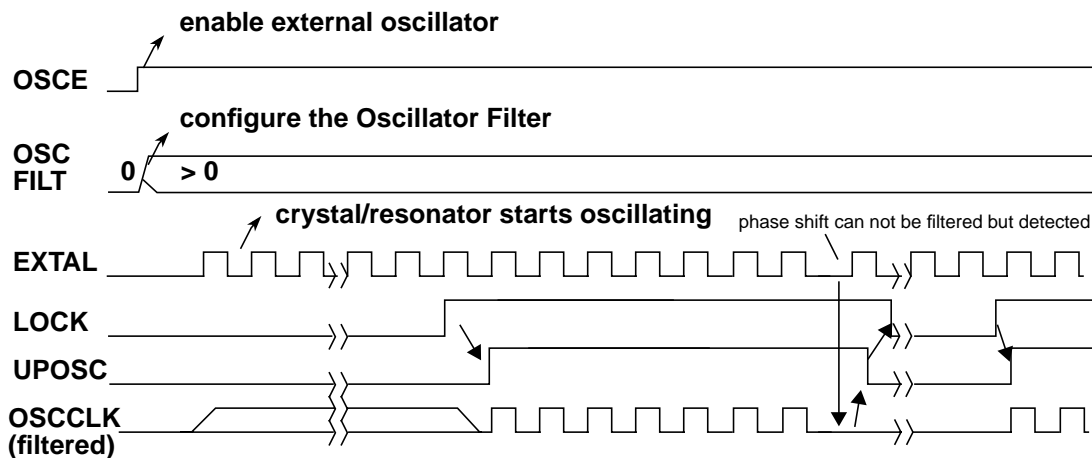 enable external oscillator
OSCE
configure the Oscillator Filter
OSC
FILT
0 > 0
crystal/resonator starts oscillating
phase shift can not be filtered but detected
EXTAL
LOCK
UPOSC
OSCCLK
(filtered)